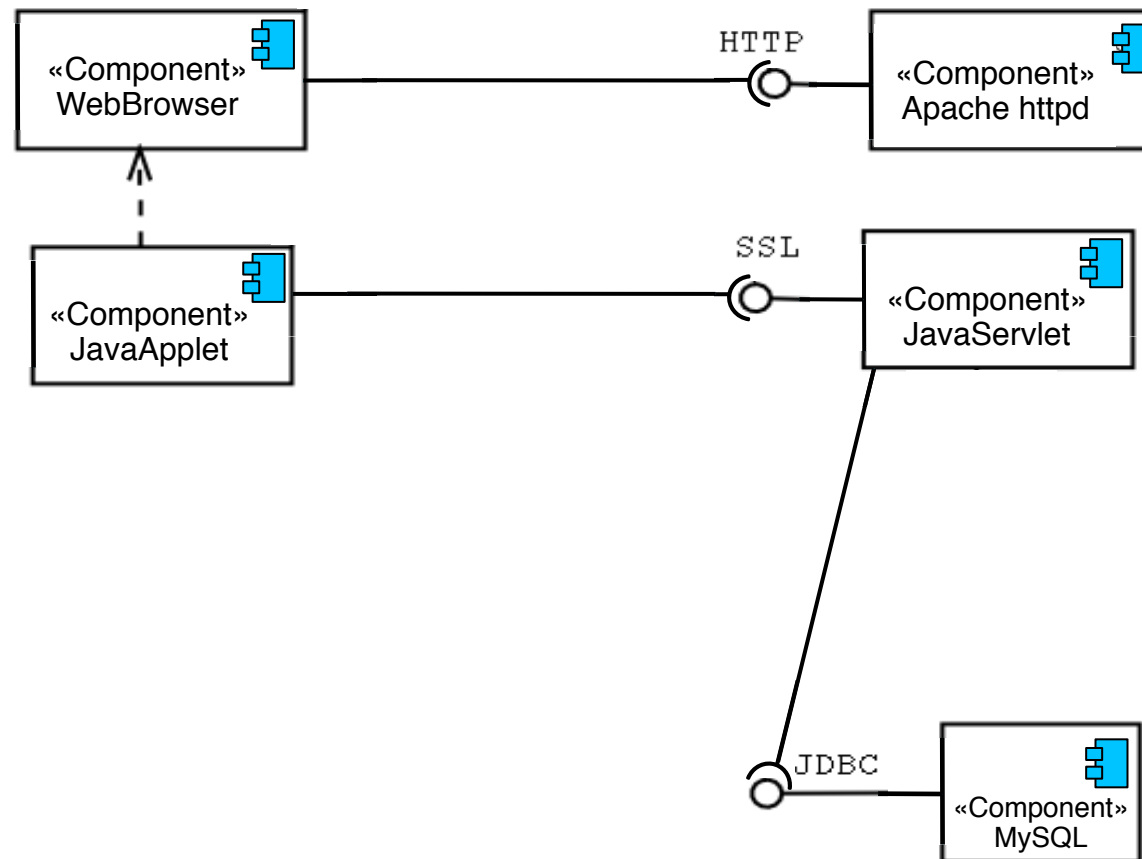 «Component»
WebBrowser
HTTP
«Component»
Apache httpd
«Component»
JavaApplet
SSL
«Component»
JavaServlet
JDBC
«Component»
MySQL